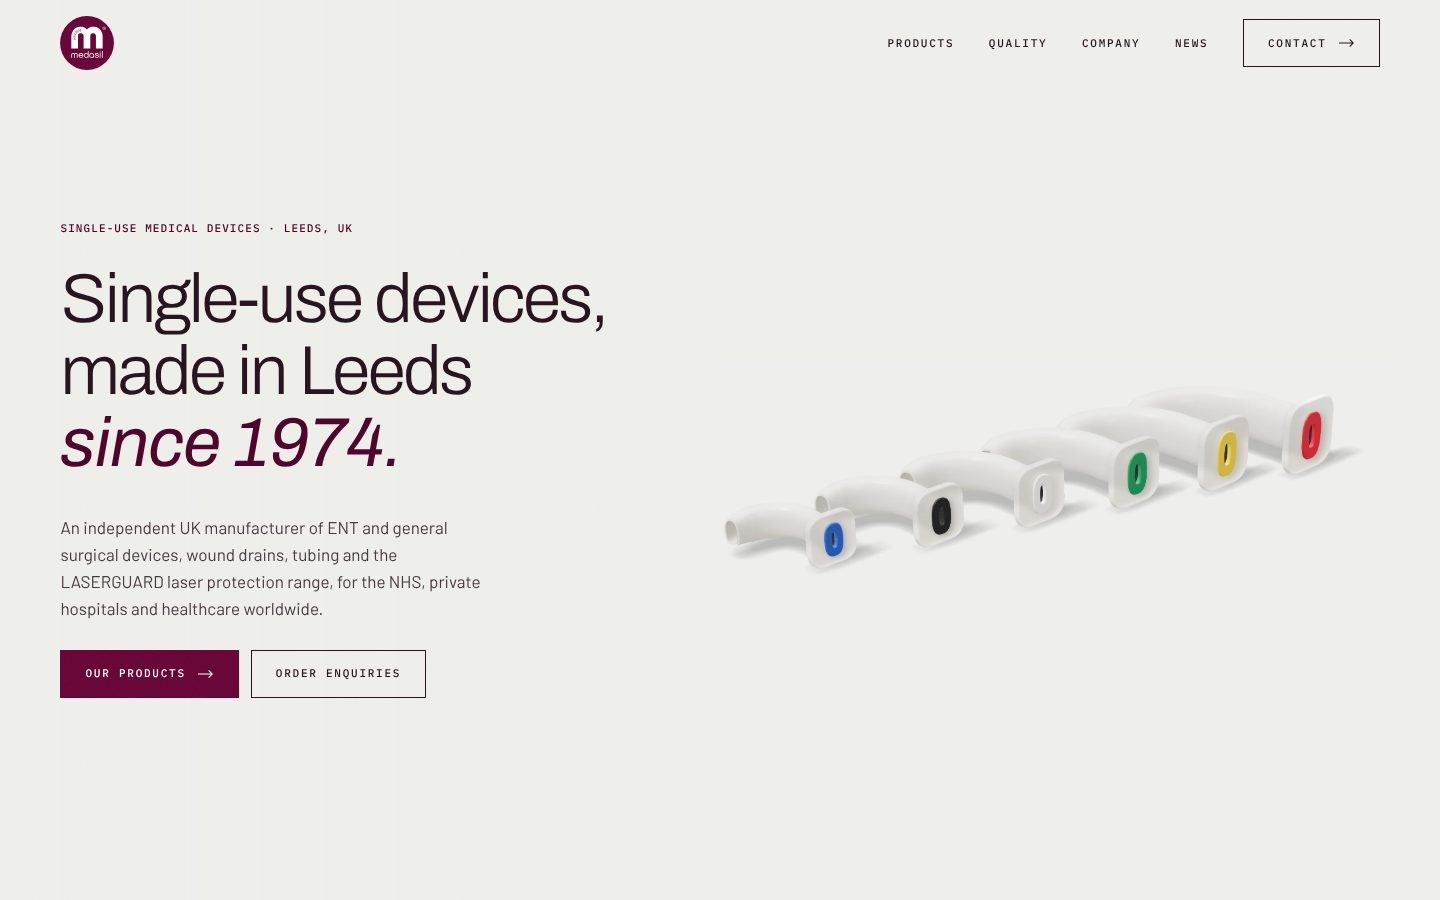 m
medasil
PRODUCTS
QUALITY
COMPANY
NEWS
CONTACT
SINGLE-USE MEDICAL DEVICES · LEEDS, UK
Single-use devices,
made in Leeds
since 1974.
An independent UK manufacturer of ENT and general
surgical devices, wound drains, tubing and the
LASERGUARD laser protection range, for the NHS, private
hospitals and healthcare worldwide.
OUR PRODUCTS
ORDER ENQUIRIES